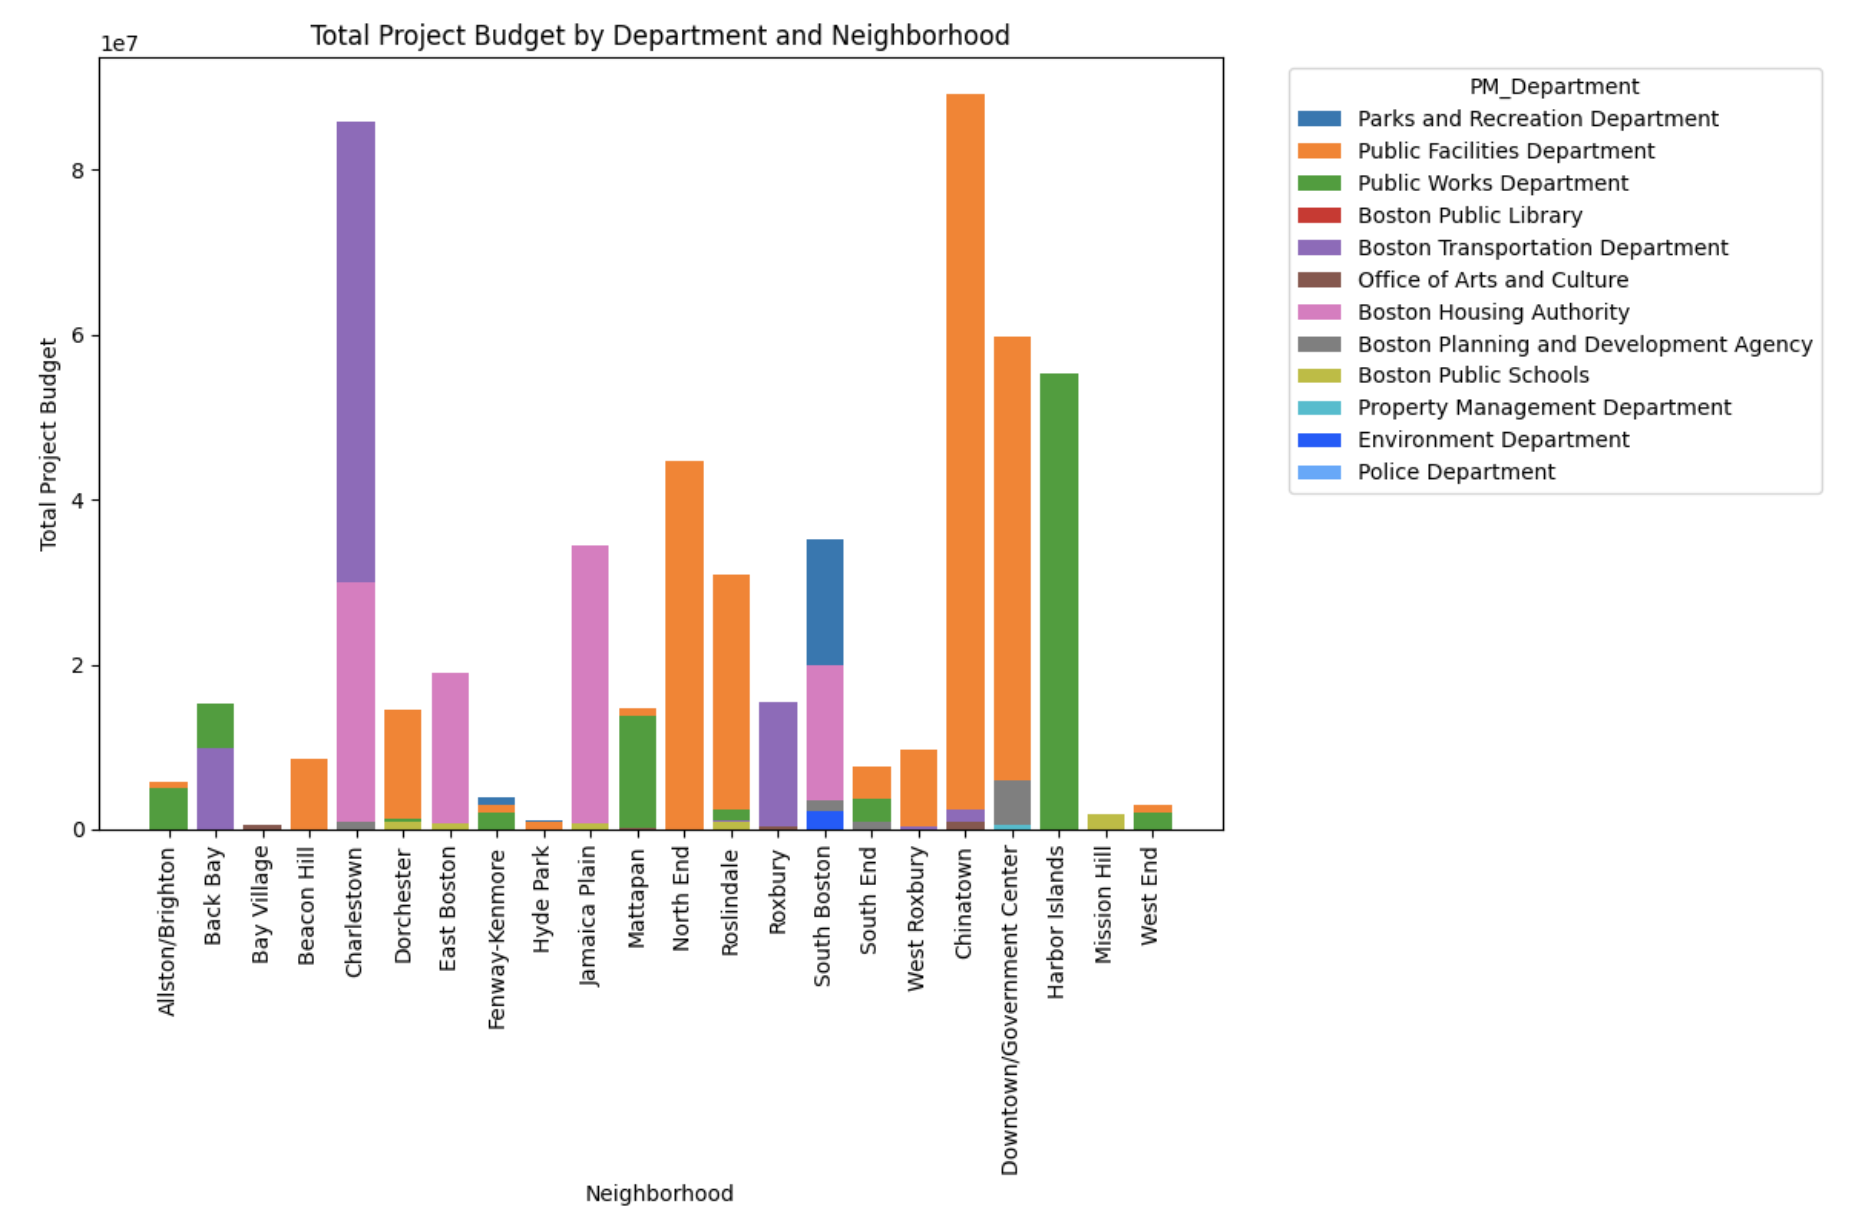 Total Project Budget by Department and Neighborhood
1e7
8
6
4
2
0
Total Project Budget
Allston/Brighton
Back Bay
Bay Village
Beacon Hill
Charlestown
Dorchester
East Boston
Fenway-Kenmore
Hyde Park
Jamaica Plain
Mattapan
North End
Roslindale
Roxbury
South Boston
South End
West Roxbury
Chinatown
Downtown/Government Center
Harbor Islands
Mission Hill
West End
Neighborhood
PM_Department
Parks and Recreation Department
Public Facilities Department
Public Works Department
Boston Public Library
Boston Transportation Department
Office of Arts and Culture
Boston Housing Authority
Boston Planning and Development Agency
Boston Public Schools
Property Management Department
Environment Department
Police Department